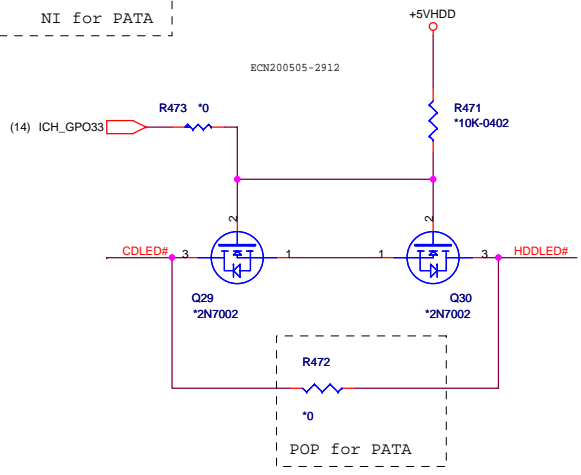 NI for PATA
+5VHDD
ECN200505-2912
R473 *0
R471
*10K-0402
(14) ICH_GPO33
2
2
CDLED#
3
1
1
3
HDDLED#
Q29
*2N7002
Q30
*2N7002
R472
*0
POP for PATA